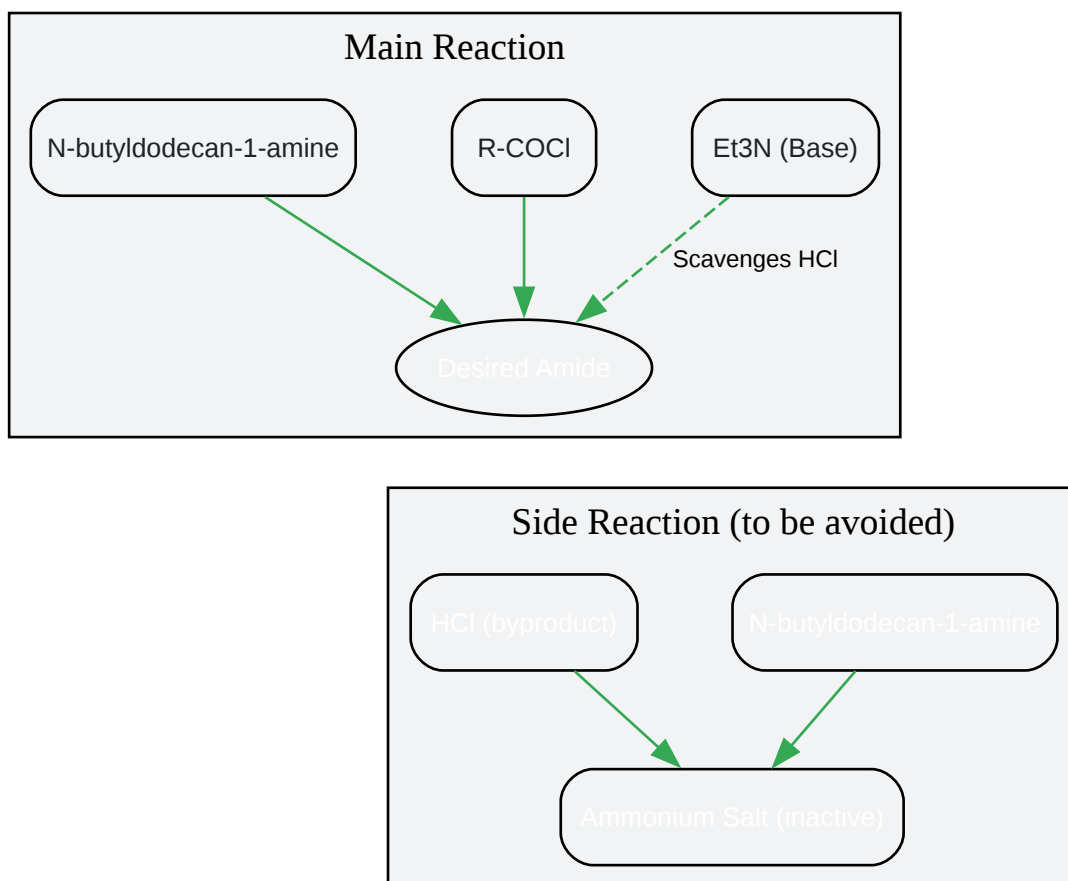 Main Reaction
N-butyldodecan-1-amine
R-COCl
Et3N (Base)
Scavenges HCl
Desired Amide
Side Reaction (to be avoided)
HCl (byproduct)
N-butyldodecan-1-amine
Ammonium Salt (inactive)